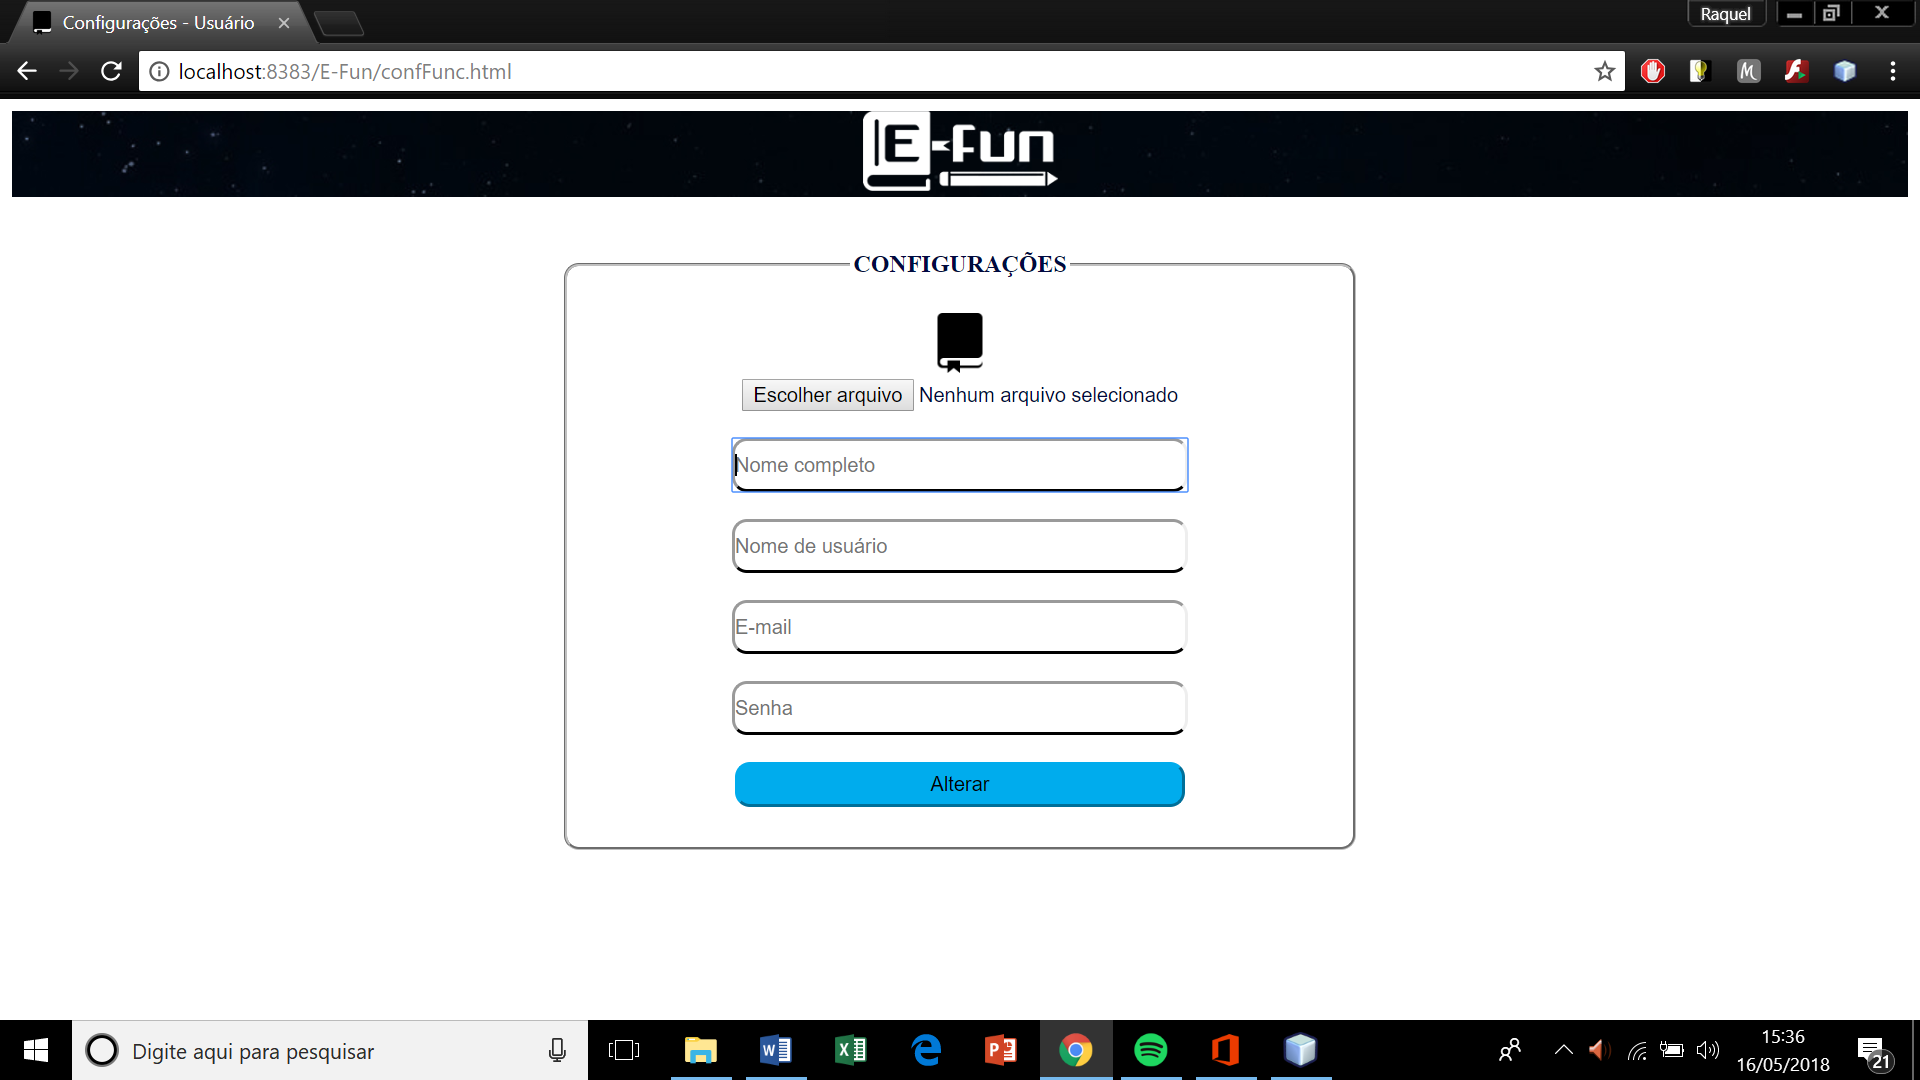 Configurações - Usuário
Raquel
localhost:8383/E-Fun/confFunc.html
E-Fun
CONFIGURAÇÕES
Escolher arquivo Nenhum arquivo selecionado
Nome completo
Nome de usuário
E-mail
Senha
Alterar
Digite aqui para pesquisar
15:36
16/05/2018
21